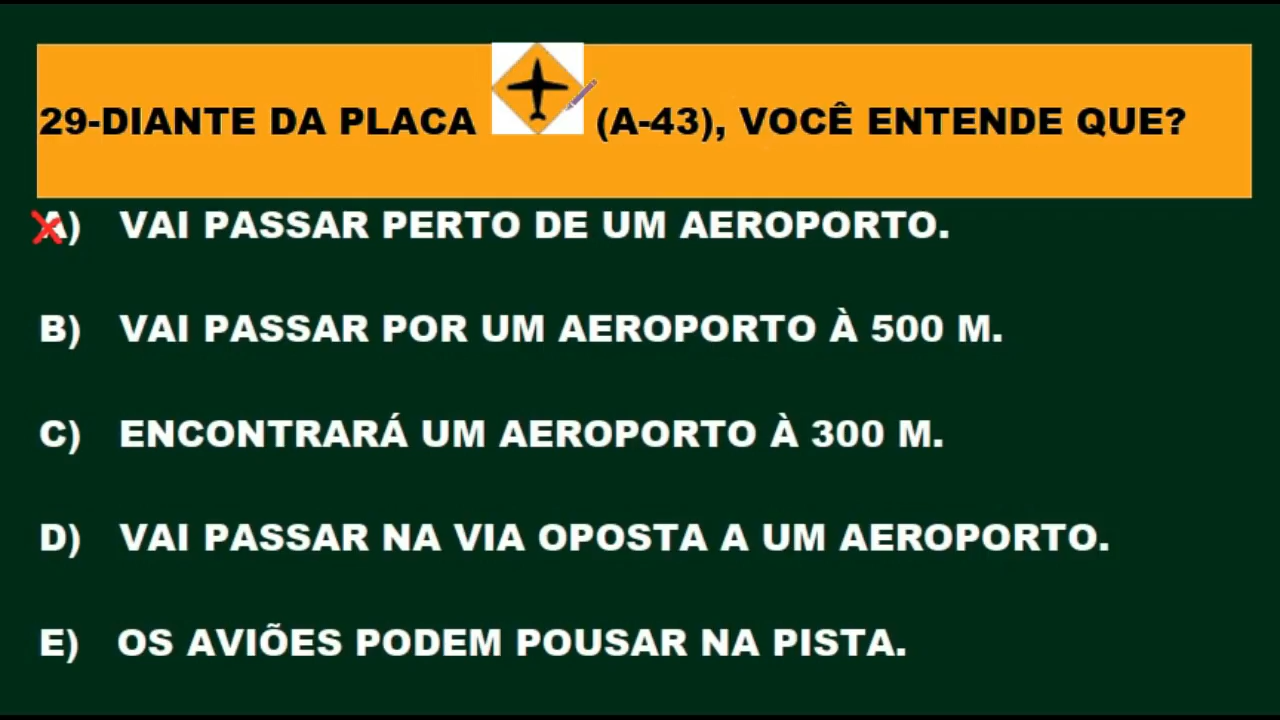 29-DIANTE DA PLACA (A-43), VOCÊ ENTENDE QUE?
A) VAI PASSAR PERTO DE UM AEROPORTO.
B) VAI PASSAR POR UM AEROPORTO À 500 M.
C) ENCONTRARÁ UM AEROPORTO À 300 M.
D) VAI PASSAR NA VIA OPOSTA A UM AEROPORTO.
E) OS AVIÕES PODEM POUSAR NA PISTA.